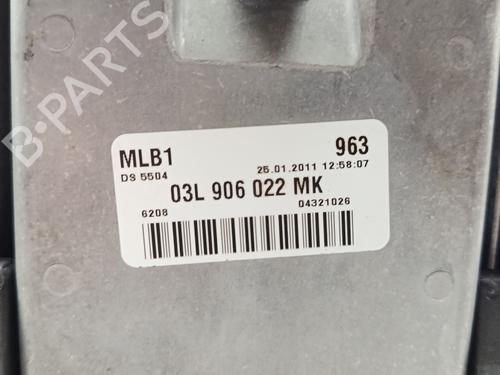 B-PARTS
MLB1 963
DS 5504 25.01.2011 12:58:07
03L 906 022 MK
6208 04321026